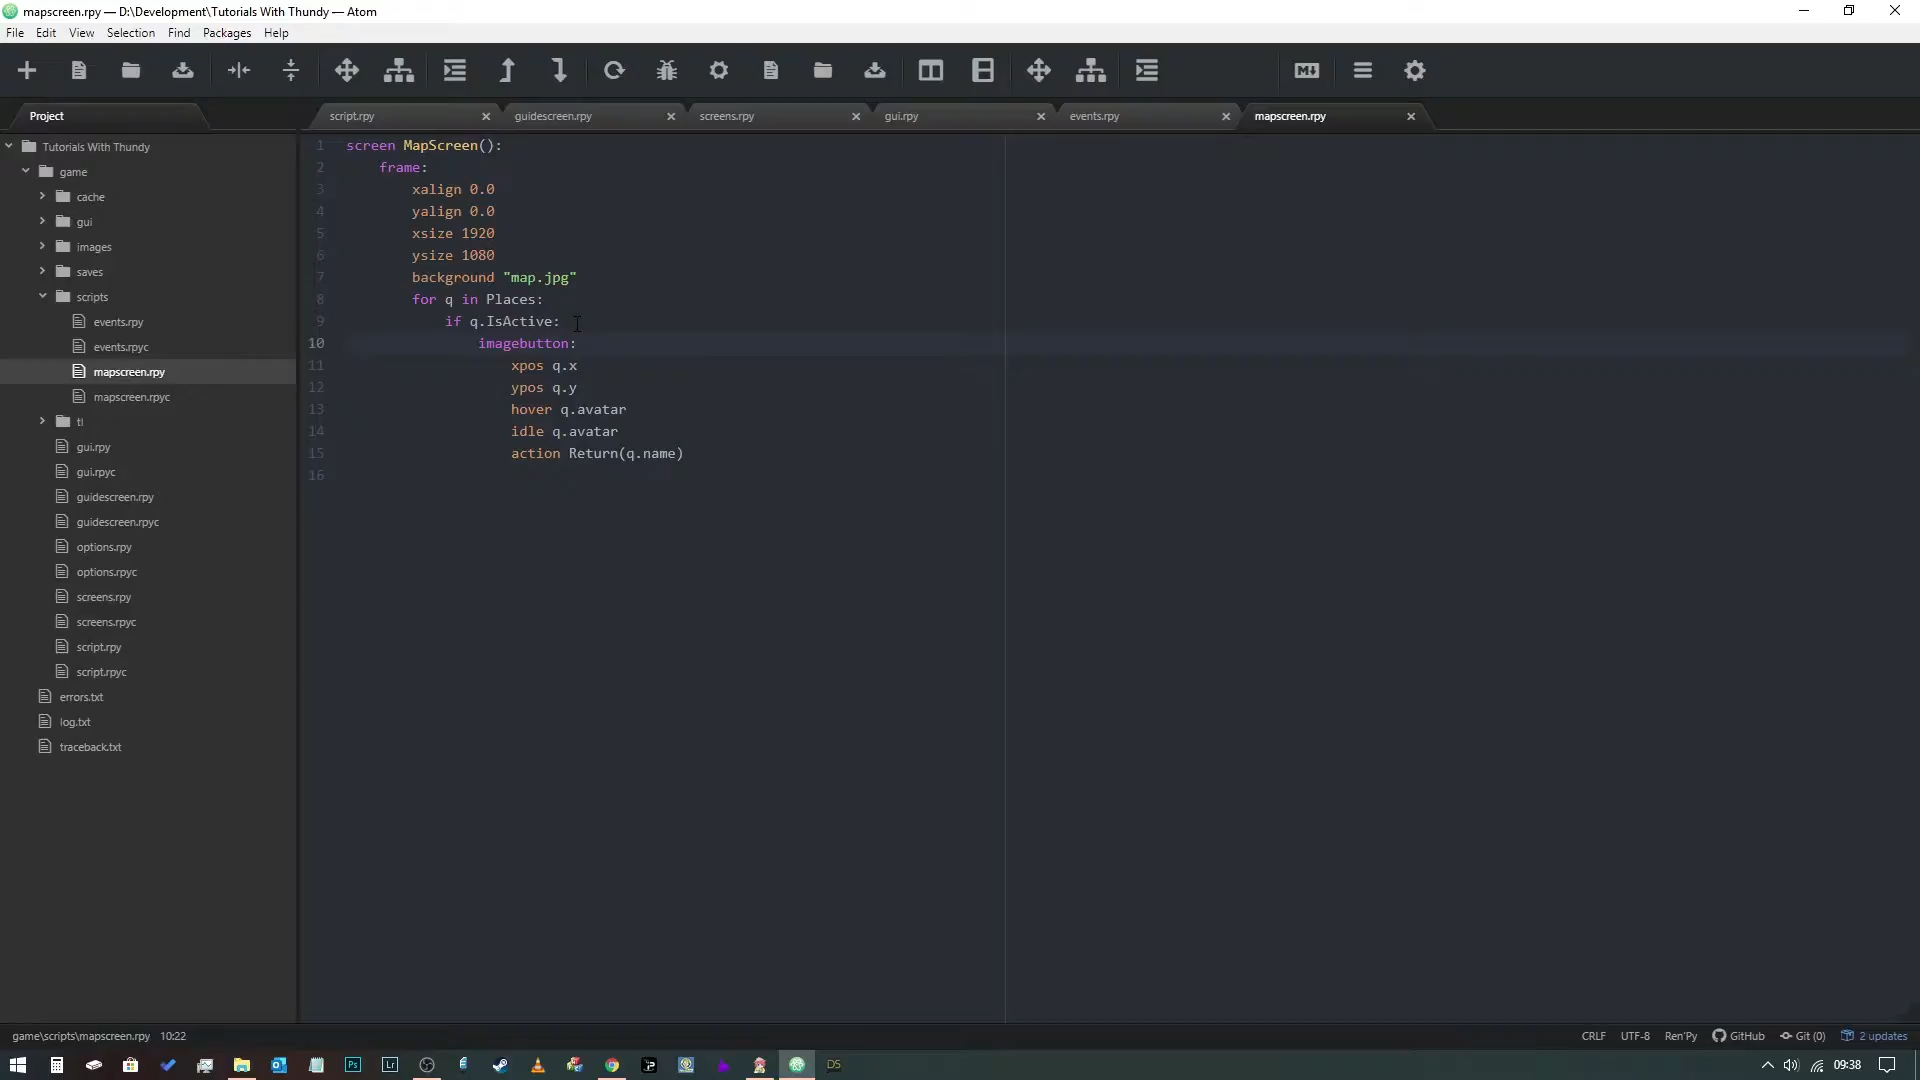 mapscreen.rpy — D:\Development\Tutorials With Thundy — Atom
File Edit View Selection Find Packages Help
Project
script.rpy guidescreen.rpy screens.rpy gui.rpy events.rpy mapscreen.rpy
Tutorials With Thundy
game
cache
gui
images
saves
scripts
events.rpy
events.rpyc
mapscreen.rpy
mapscreen.rpyc
tl
gui.rpy
gui.rpyc
guidescreen.rpy
guidescreen.rpyc
options.rpy
options.rpyc
screens.rpy
screens.rpyc
script.rpy
script.rpyc
errors.txt
log.txt
traceback.txt
1 screen MapScreen():
2 frame:
3 xalign 0.0
4 yalign 0.0
5 xsize 1920
6 ysize 1080
7 background "map.jpg"
8 for q in Places:
9 if q.IsActive:
10 imagebutton:
11 xpos q.x
12 ypos q.y
13 hover q.avatar
14 idle q.avatar
15 action Return(q.name)
16
game\scripts\mapscreen.rpy 10:22
CRLF UTF-8 Ren'Py GitHub Git (0) 2 updates
Ps Lr DS 09:38